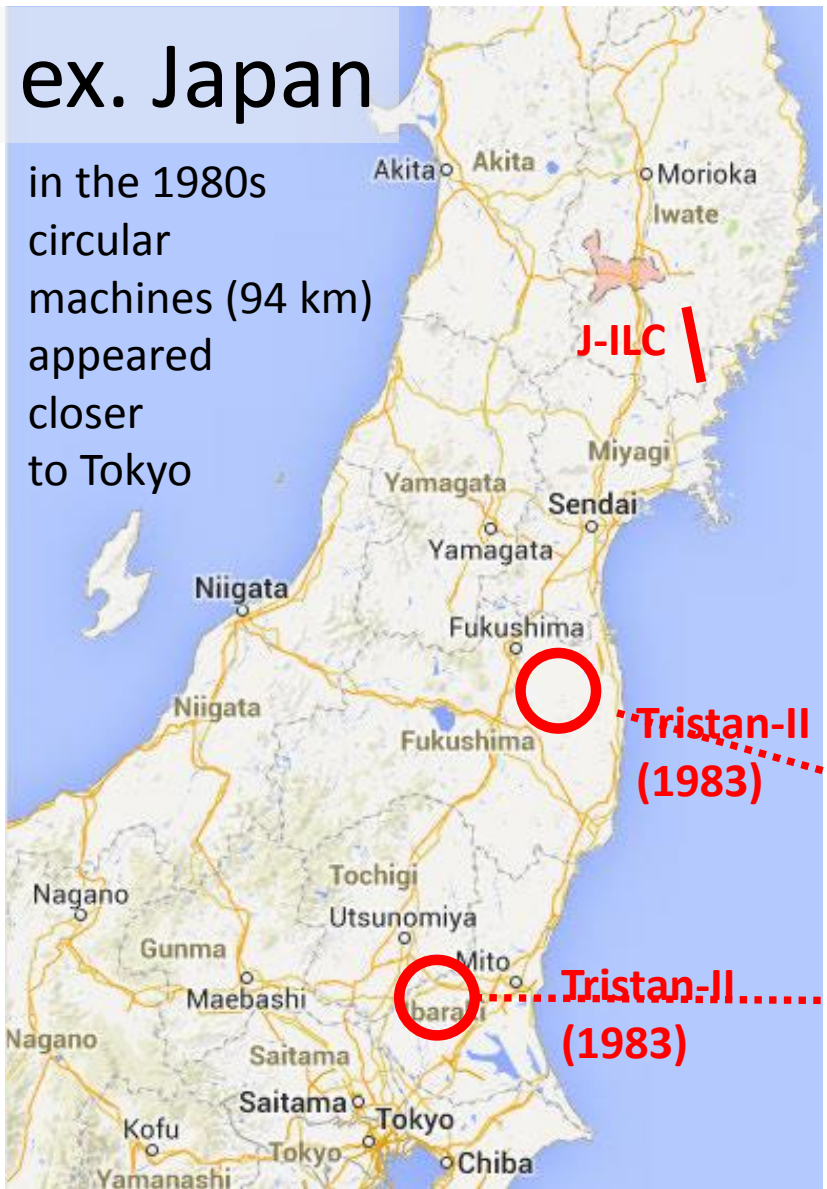 ex. Japan
in the 1980s
circular
machines (94 km)
appeared
closer
to Tokyo
Akita
Akita
Morioka
Iwate
J-ILC
Miyagi
Yamagata
Sendai
Yamagata
Niigata
Fukushima
Niigata
Tristan-II
(1983)
Fukushima
Tochigi
Nagano
Utsunomiya
Gunma
Mito
Maebashi
Ibaraki
Tristan-II
(1983)
Nagano
Saitama
Saitama
Tokyo
Kofu
Tokyo
Chiba
Yamanashi